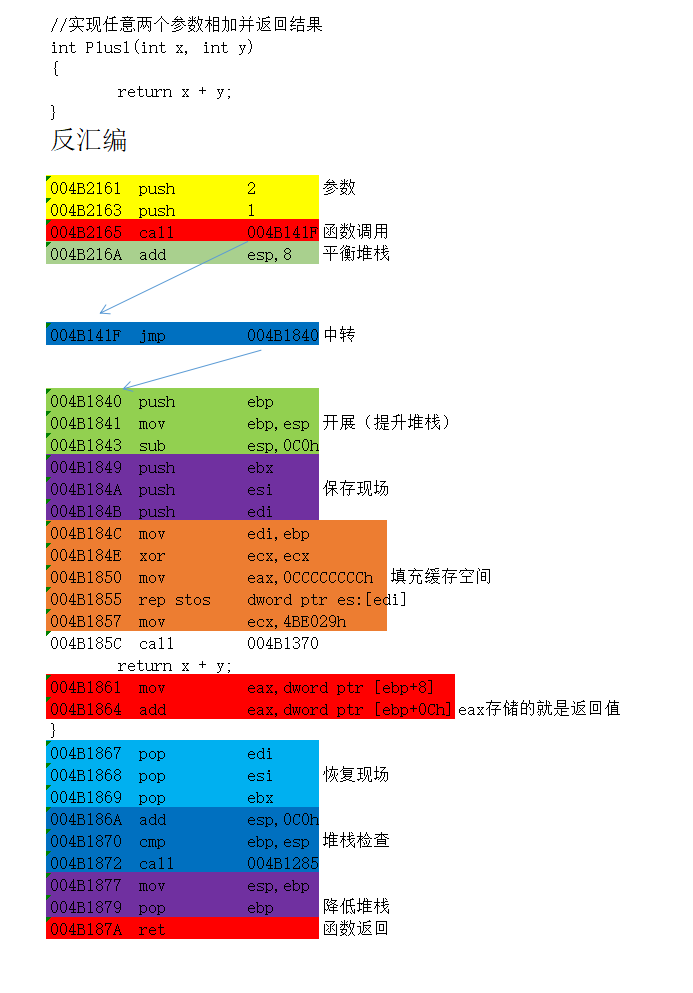 //实现任意两个参数相加并返回结果
int Plus1(int x, int y)
{
return x + y;
}
反汇编
004B2161 push 2 参数
004B2163 push 1
004B2165 call 004B141F 函数调用
004B216A add esp,8 平衡堆栈
004B141F jmp 004B1840 中转
004B1840 push ebp
004B1841 mov ebp,esp 开展（提升堆栈）
004B1843 sub esp,0C0h
004B1849 push ebx
004B184A push esi 保存现场
004B184B push edi
004B184C mov edi,ebp
004B184E xor ecx,ecx
004B1850 mov eax,0CCCCCCCCh 填充缓存空间
004B1855 rep stos dword ptr es:[edi]
004B1857 mov ecx,4BE029h
004B185C call 004B1370
return x + y;
004B1861 mov eax,dword ptr [ebp+8]
004B1864 add eax,dword ptr [ebp+0Ch] eax存储的就是返回值
}
004B1867 pop edi
004B1868 pop esi 恢复现场
004B1869 pop ebx
004B186A add esp,0C0h
004B1870 cmp ebp,esp 堆栈检查
004B1872 call 004B1285
004B1877 mov esp,ebp
004B1879 pop ebp 降低堆栈
004B187A ret 函数返回